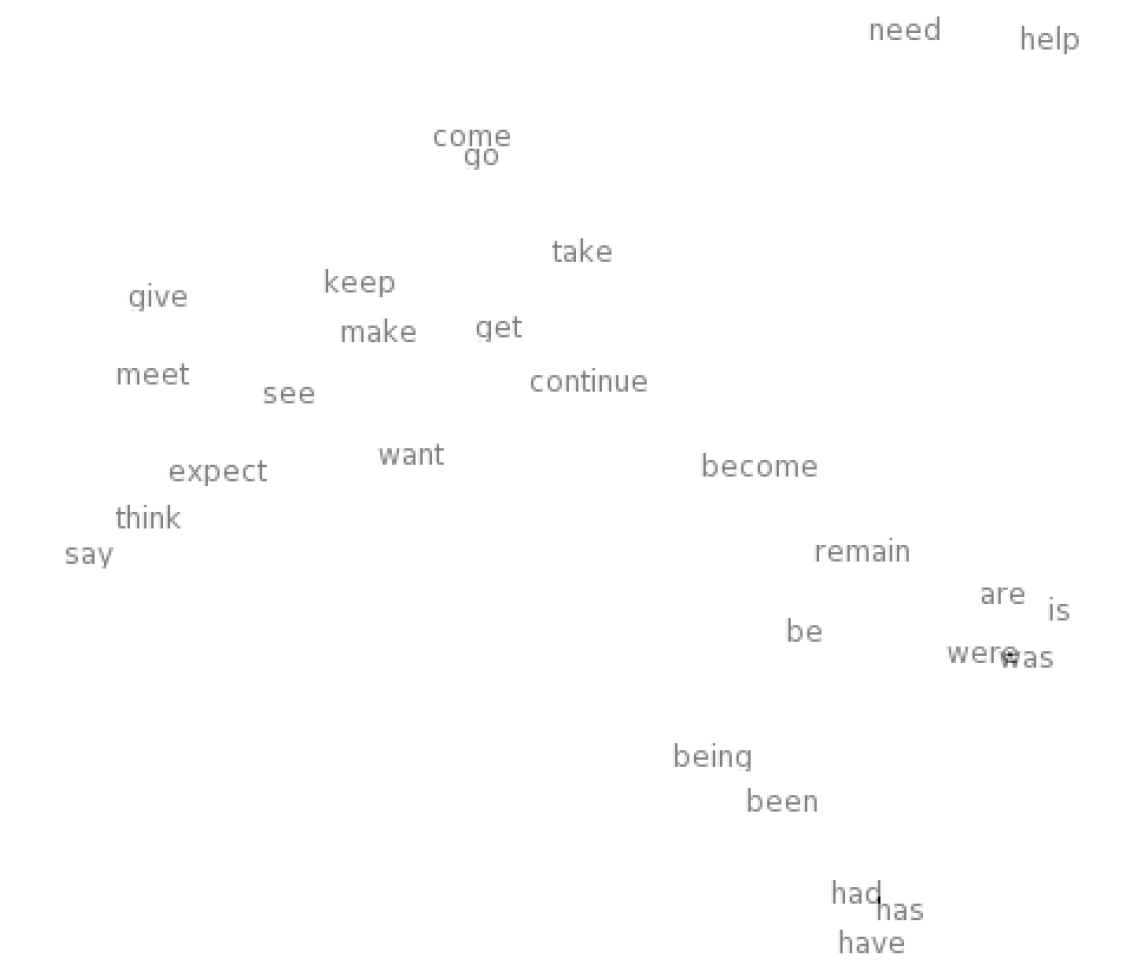 need
help
come
go
take
keep
give
make
get
meet
see
continue
want
expect
become
think
say
remain
are
is
be
were
was
being
been
had
has
have